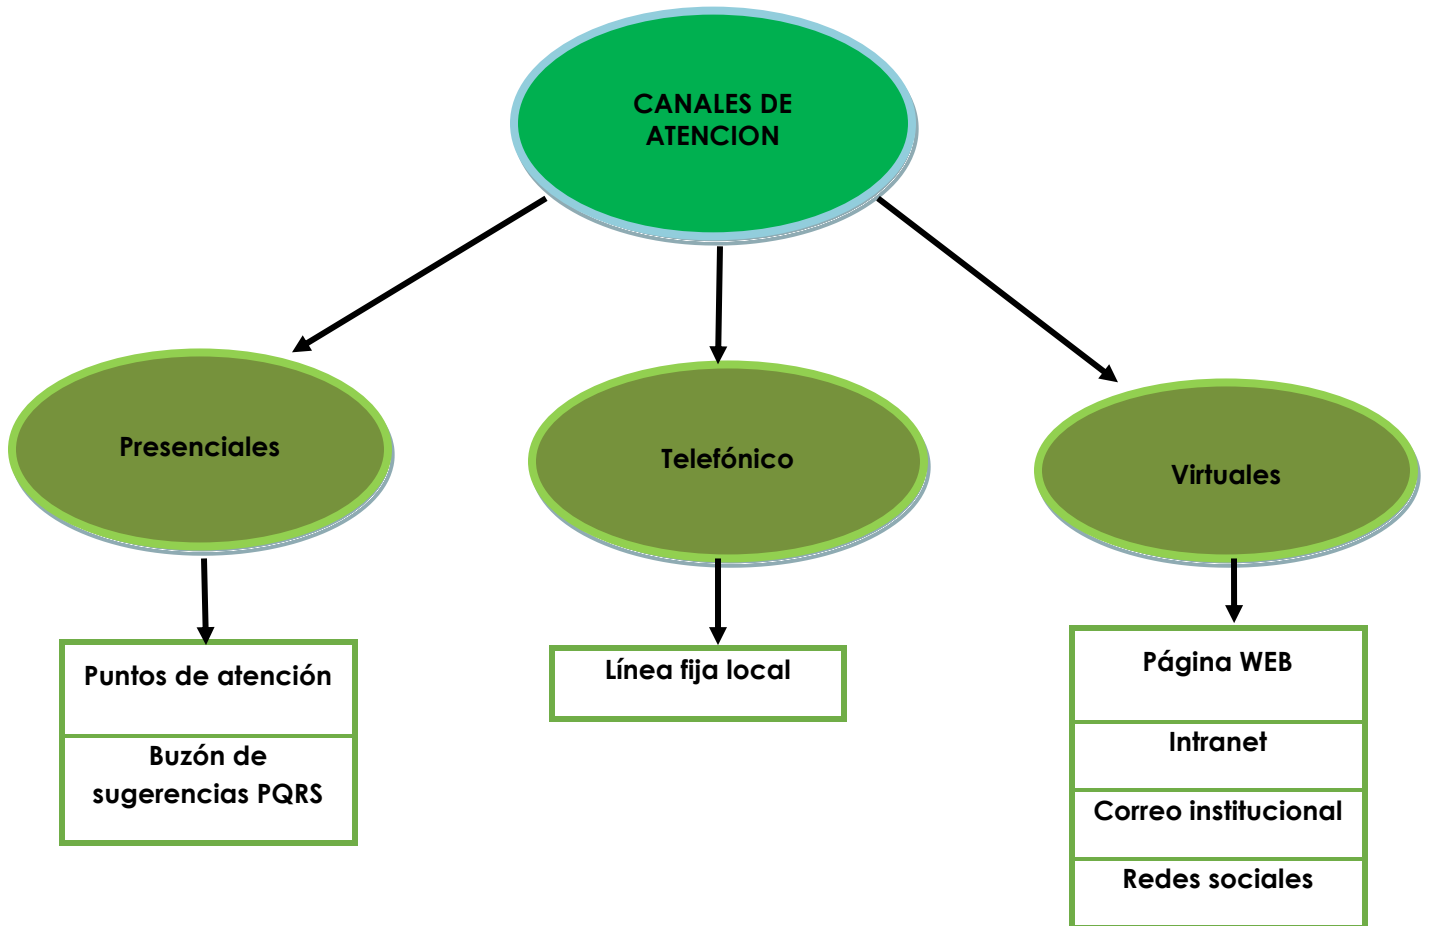 CANALES DE
ATENCION
Presenciales
Telefónico
Virtuales
Puntos de atención
Buzón de
sugerencias PQRS
Línea fija local
Página WEB
Intranet
Correo institucional
Redes sociales